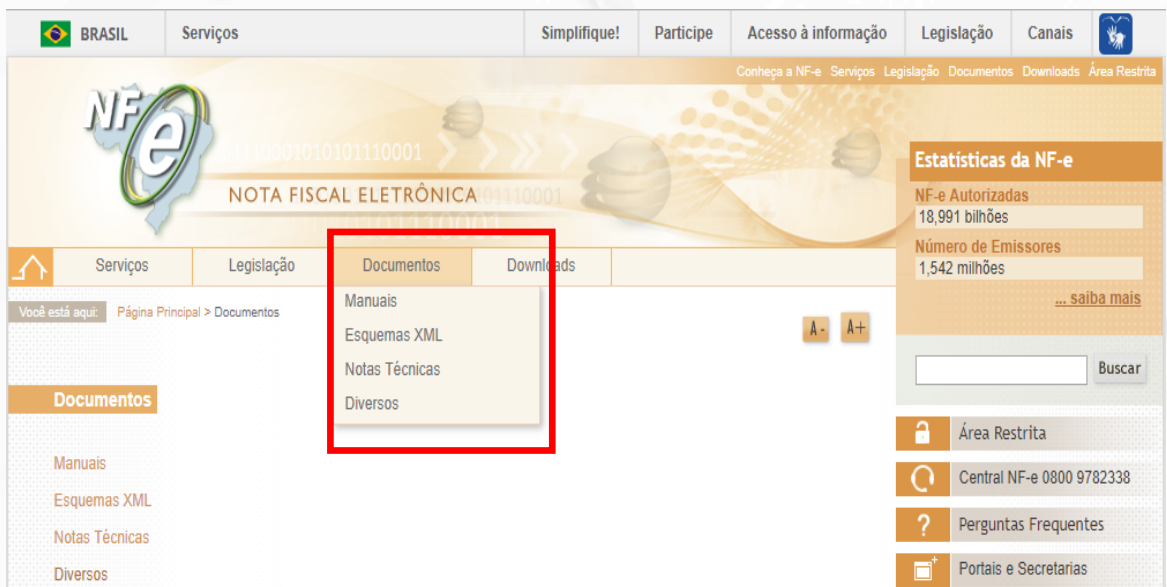 BRASIL Serviços Simplifique! Participe Acesso à informação Legislação Canais
Conheça a NF-e Serviços Legislação Documentos Downloads Área Restrita
NFe
1110001010101110001
NOTA FISCAL ELETRÔNICA
Estatísticas da NF-e
NF-e Autorizadas
18,991 bilhões
Número de Emissores
1,542 milhões
... saiba mais
Serviços Legislação Documentos Downloads
Manuais
Esquemas XML
Notas Técnicas
Diversos
Você está aqui: Página Principal > Documentos
A- A+
Buscar
Documentos
Manuais
Esquemas XML
Notas Técnicas
Diversos
Área Restrita
Central NF-e 0800 9782338
Perguntas Frequentes
Portais e Secretarias